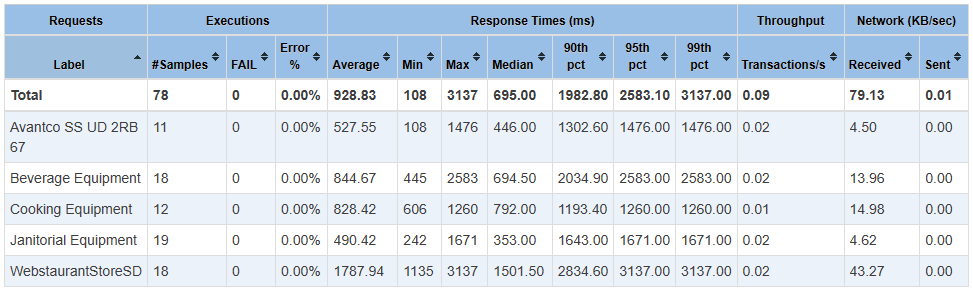 Requests Executions Response Times (ms) Throughput Network (KB/sec)
Label #Samples FAIL Error % Average Min Max Median 90th pct 95th pct 99th pct Transactions/s Received Sent
Total 78 0 0.00% 928.83 108 3137 695.00 1982.80 2583.10 3137.00 0.09 79.13 0.01
Avantco SS UD 2RB 67 11 0 0.00% 527.55 108 1476 446.00 1302.60 1476.00 1476.00 0.02 4.50 0.00
Beverage Equipment 18 0 0.00% 844.67 445 2583 694.50 2034.90 2583.00 2583.00 0.02 13.96 0.00
Cooking Equipment 12 0 0.00% 828.42 606 1260 792.00 1193.40 1260.00 1260.00 0.01 14.98 0.00
Janitorial Equipment 19 0 0.00% 490.42 242 1671 353.00 1643.00 1671.00 1671.00 0.02 4.62 0.00
WebstaurantStoreSD 18 0 0.00% 1787.94 1135 3137 1501.50 2834.60 3137.00 3137.00 0.02 43.27 0.00